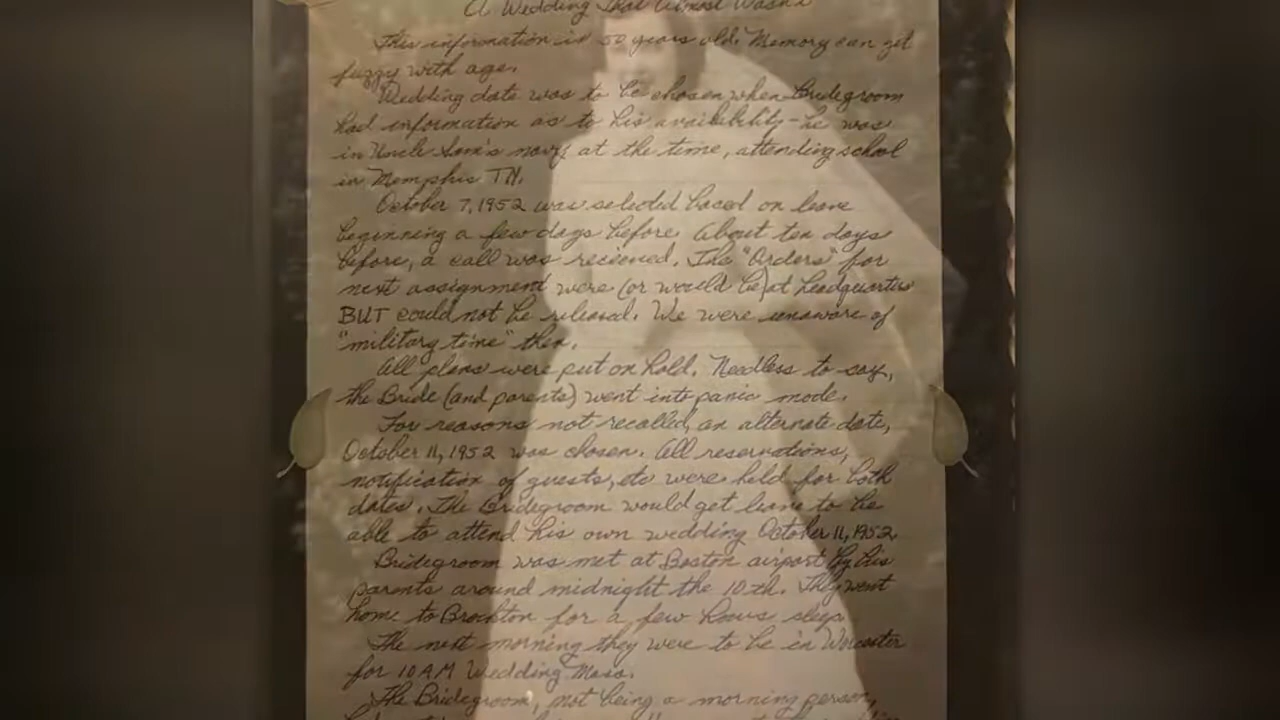 A Wedding That Almost Wasn't
This information is 50 years old. Memory can get
fuzzy with age.
Wedding date was to be chosen when Bridegroom
had information as to his availability - he was
in Uncle Sam's navy at the time, attending school
in Memphis TN.
October 7, 1952 was selected based on leave
beginning a few days before. About ten days
before, a call was recieved. The "Orders" for
next assignment were (or would be) at headquarters
BUT could not be released. We were unaware of
"military time" then.
All plans were put on hold. Needless to say,
the Bride (and parents) went into panic mode.
For reasons not recalled, an alternate date,
October 11, 1952 was chosen. All reservations,
notification of guests, etc were held for both
dates. The Bridegroom would get leave to be
able to attend his own wedding October 11, 1952.
Bridegroom was met at Boston airport by his
parents around midnight the 10th. They went
home to Brockton for a few hours sleep.
The next morning they were to be in Worcester
for 10 AM Wedding Mass.
The Bridegroom, not being a morning person,